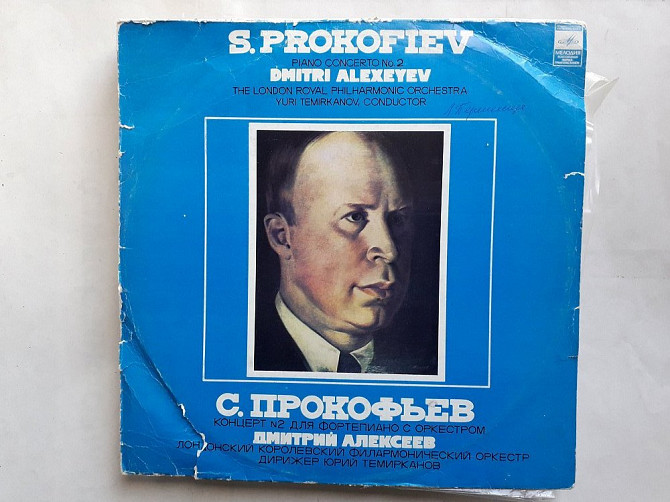 S. PROKOFIEV
PIANO CONCERTO No. 2
DMITRI ALEXEYEV
THE LONDON ROYAL PHILHARMONIC ORCHESTRA
YURI TEMIRKANOV, CONDUCTOR
МЕЛОДИЯ
С. ПРОКОФЬЕВ
КОНЦЕРТ №2 ДЛЯ ФОРТЕПИАНО С ОРКЕСТРОМ
ДМИТРИЙ АЛЕКСЕЕВ
ЛОНДОНСКИЙ КОРОЛЕВСКИЙ ФИЛАРМОНИЧЕСКИЙ ОРКЕСТР
ДИРИЖЕР ЮРИЙ ТЕМИРКАНОВ